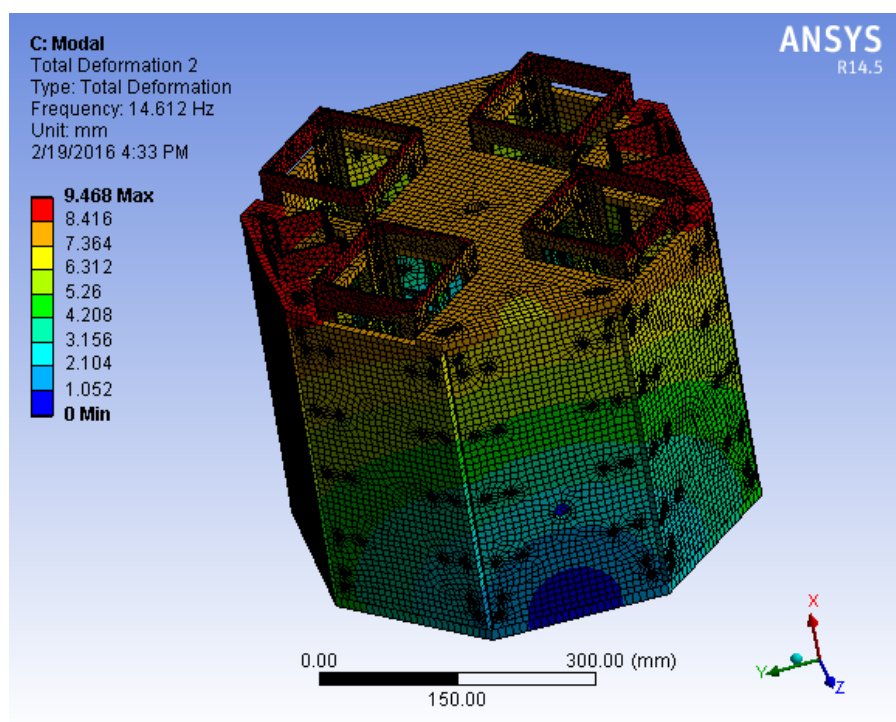 C: Modal
Total Deformation 2
Type: Total Deformation
Frequency: 14.612 Hz
Unit: mm
2/19/2016 4:33 PM
ANSYS
R14.5
9.468 Max
8.416
7.364
6.312
5.26
4.208
3.156
2.104
1.052
0 Min
0.00
300.00 (mm)
150.00
X
Y
Z